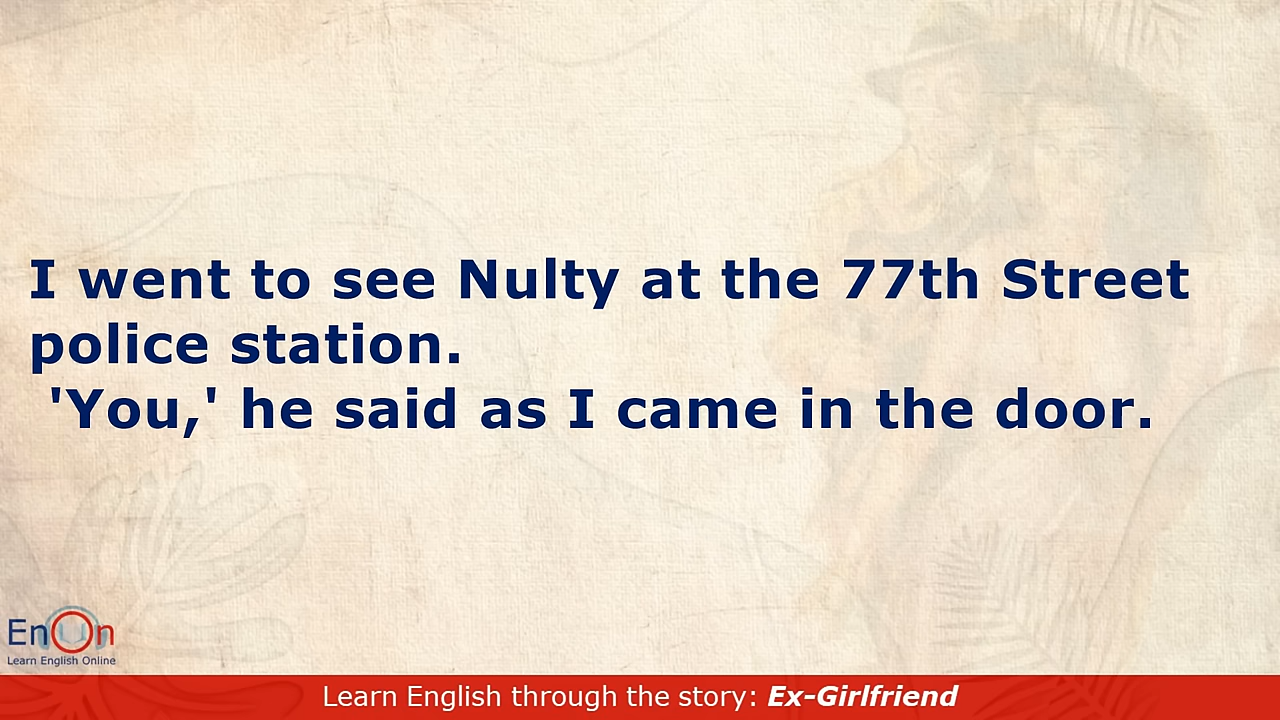 I went to see Nulty at the 77th Street
police station.
'You,' he said as I came in the door.
EnOn
Learn English Online
Learn English through the story: Ex-Girlfriend